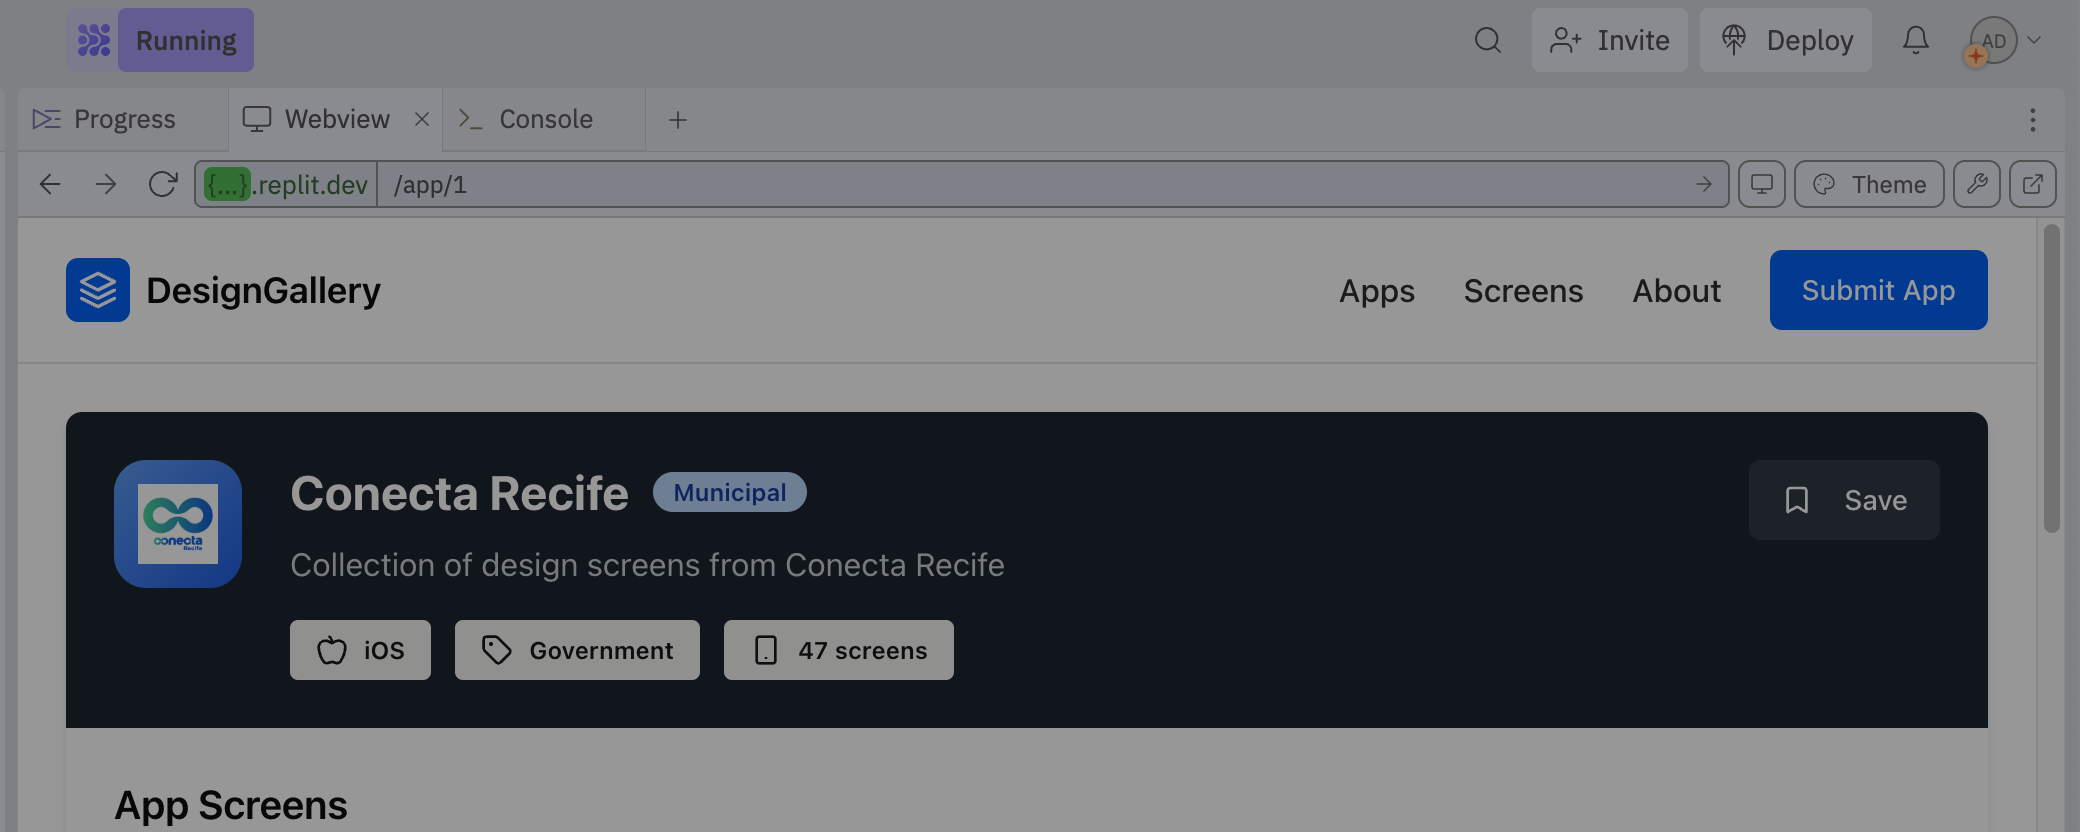 Running
Invite
Deploy
AD
Progress
Webview
Console
{...}.replit.dev
/app/1
Theme
DesignGallery
Apps
Screens
About
Submit App
conecta
Recife
Conecta Recife
Municipal
Save
Collection of design screens from Conecta Recife
iOS
Government
47 screens
App Screens